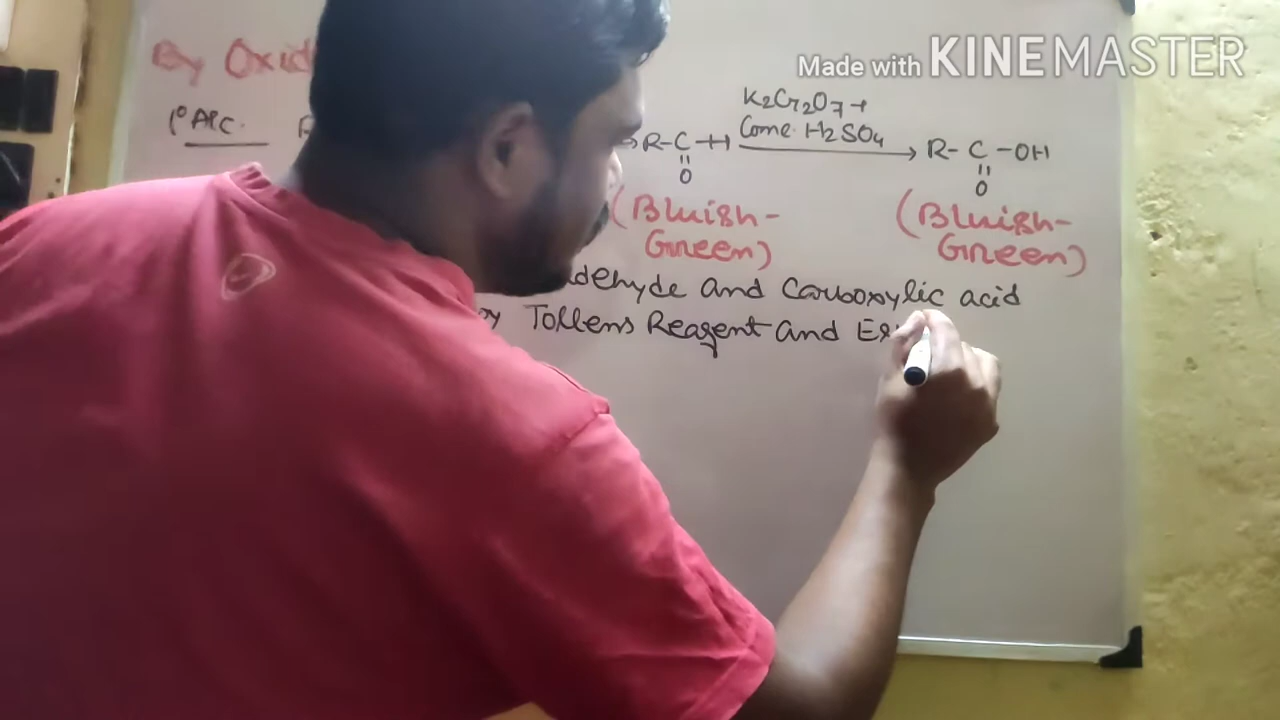 Made with KINEMASTER
By Oxid
1° Alc. R
K2Cr2O7 +
Conc. H2SO4
→ R-C-H → R-C-OH
O O
(Bluish- (Bluish-
Green) Green)
dehyde and Carboxylic acid
by Tollens Reagent and